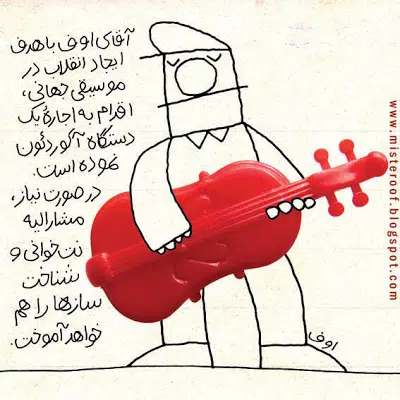 آقای اوف با هدف
ایجاد انقلاب در
موسیقی جهانی،
اقدام به اجارهٔ یک
دستگاه آکوردئون
نموده است.
در صورت نیاز،
مشارالیه
نت‌خوانی و
شناخت
سازها را هم
خواهد آموخت.
اوف
www.misteroof.blogspot.com